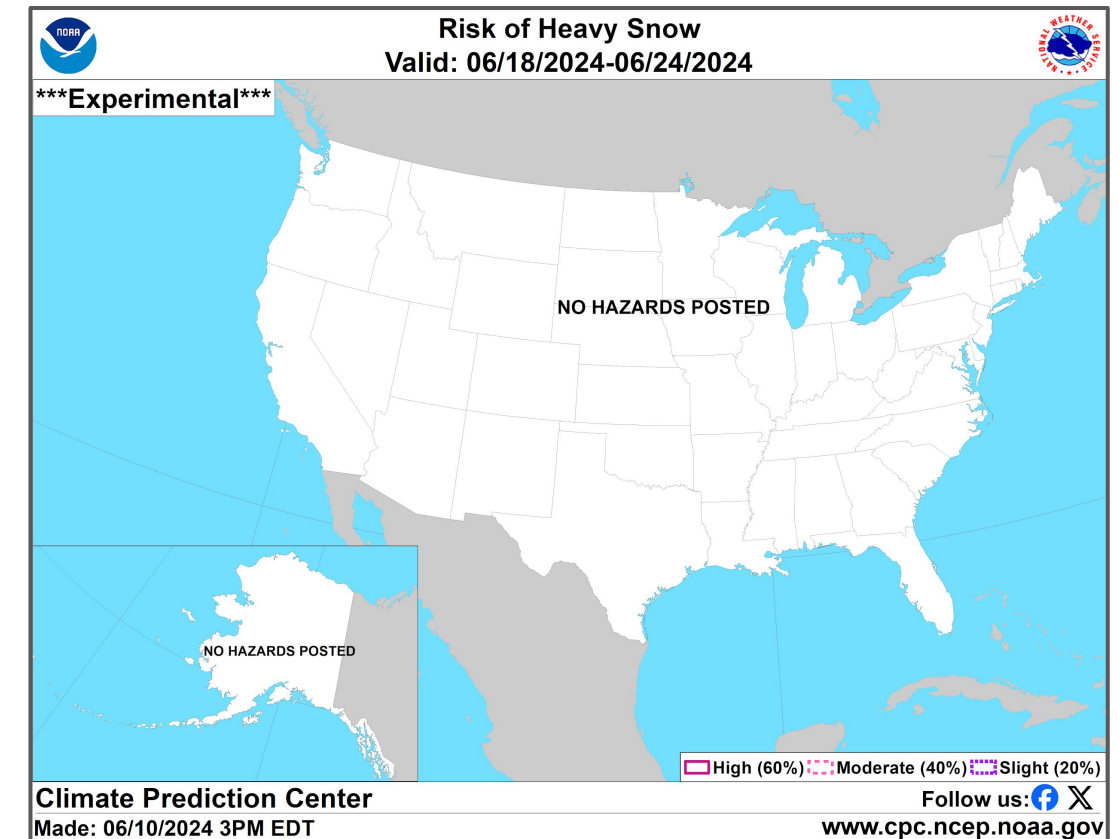 NOAA
Risk of Heavy Snow
Valid: 06/18/2024-06/24/2024
NATIONAL WEATHER SERVICE
***Experimental***
NO HAZARDS POSTED
NO HAZARDS POSTED
High (60%) Moderate (40%) Slight (20%)
Climate Prediction Center
Follow us:
Made: 06/10/2024 3PM EDT
www.cpc.ncep.noaa.gov